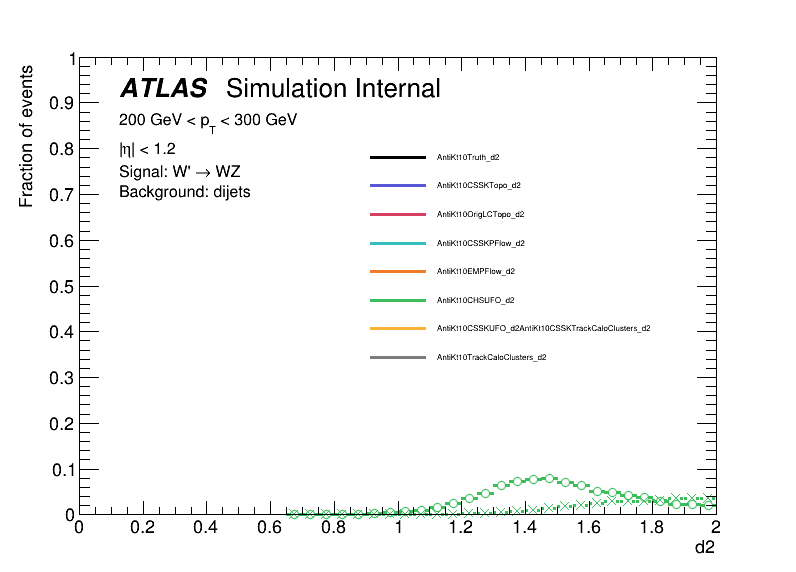 ATLAS Simulation Internal
200 GeV < pT < 300 GeV
|η| < 1.2
Signal: W' → WZ
Background: dijets
AntiKt10Truth_d2
AntiKt10CSSKTopo_d2
AntiKt10OrigLCTopo_d2
AntiKt10CSSKPFlow_d2
AntiKt10EMPFlow_d2
AntiKt10CHSUFO_d2
AntiKt10CSSKUFO_d2AntiKt10CSSKTrackCaloClusters_d2
AntiKt10TrackCaloClusters_d2
Fraction of events
1
0.9
0.8
0.7
0.6
0.5
0.4
0.3
0.2
0.1
0
0 0.2 0.4 0.6 0.8 1 1.2 1.4 1.6 1.8 2
d2